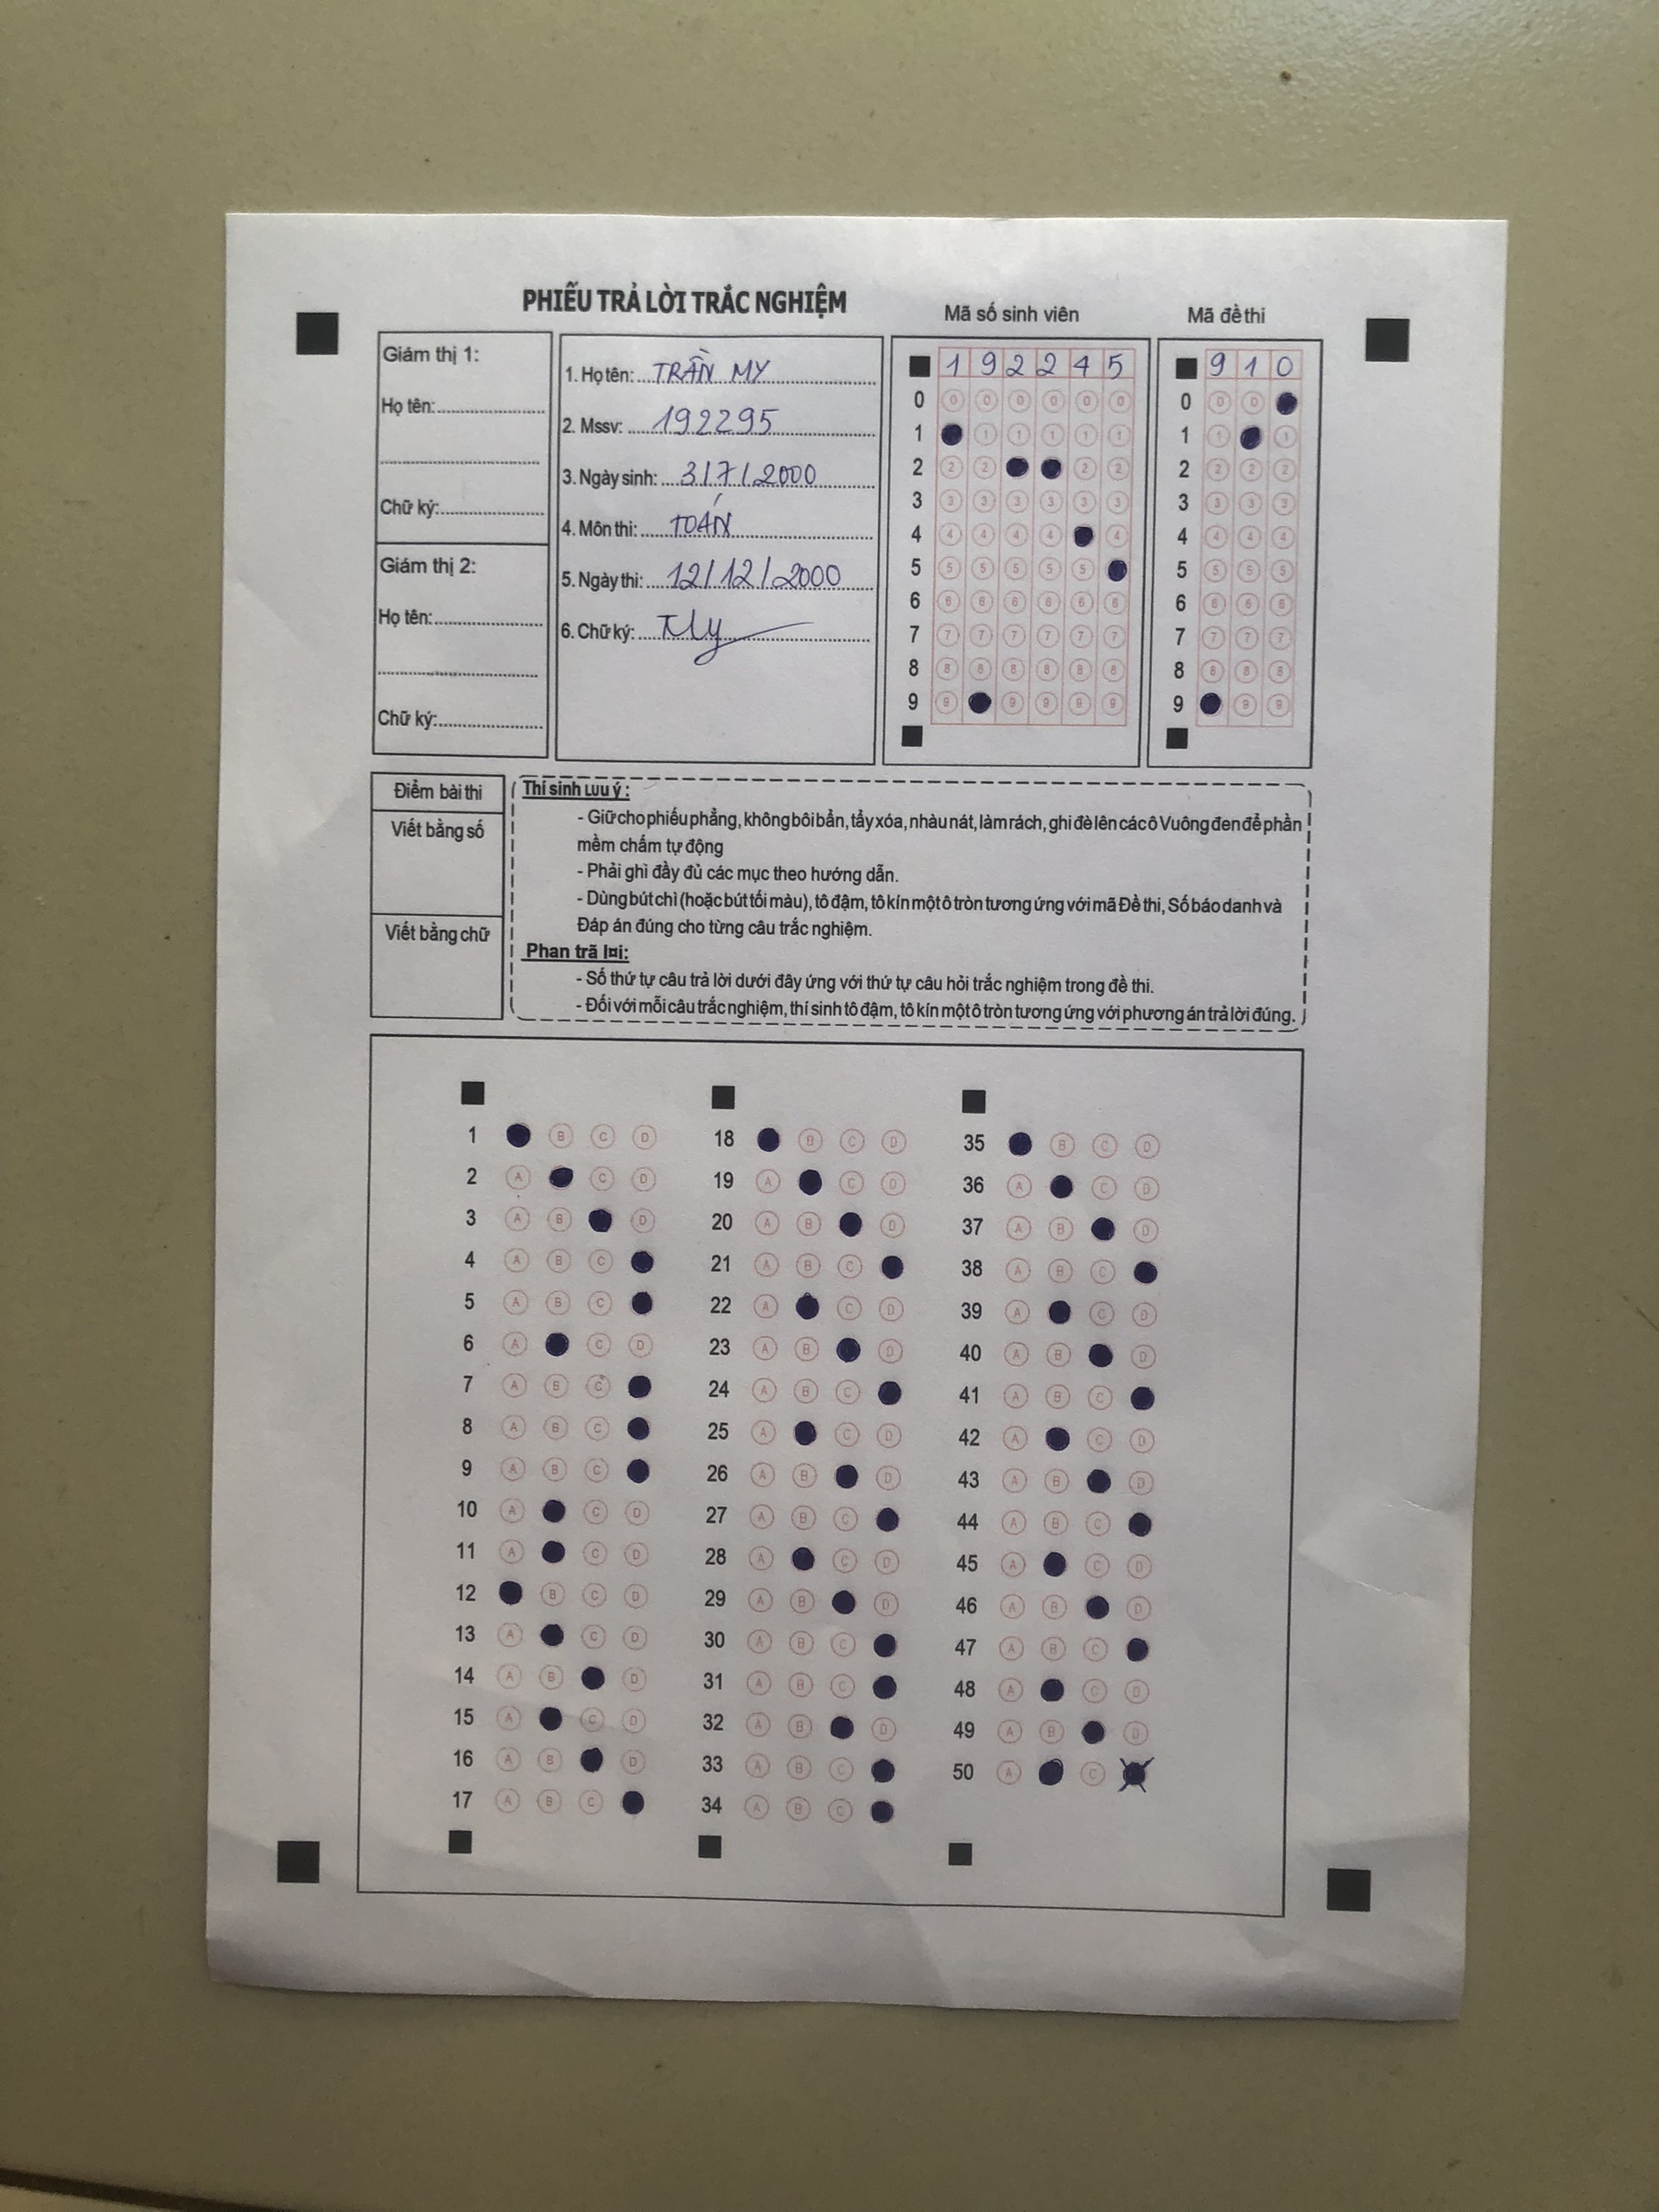 PHIẾU TRẢ LỜI TRẮC NGHIỆM
Mã số sinh viên
Mã đề thi
Giám thị 1:
Họ tên:
Chữ ký:
Giám thị 2:
Họ tên:
Chữ ký:
1. Họ tên: TRẦN MY
2. Mssv: 192295
3. Ngày sinh: 3/7/2000
4. Môn thi: TOÁN
5. Ngày thi: 12/12/2000
6. Chữ ký: My
1 9 2 2 4 5
0 0 0 0 0 0 0
1 1 1 1 1 1
2 2 2 2 2
3 3 3 3 3 3 3
4 4 4 4 4 4
5 5 5 5 5 5
6 6 6 6 6 6 6
7 7 7 7 7 7 7
8 8 8 8 8 8 8
9 9 9 9 9 9
9 1 0
0 0 0
1 1 1
2 2 2 2
3 3 3 3
4 4 4 4
5 5 5 5
6 6 6 6
7 7 7 7
8 8 8 8
9 9 9
Điểm bài thi
Viết bằng số
Viết bằng chữ
Thí sinh Lưu ý:
- Giữ cho phiếu phẳng, không bôi bẩn, tẩy xóa, nhàu nát, làm rách, ghi đè lên các ô Vuông đen để phần
mềm chấm tự động
- Phải ghì đầy đủ các mục theo hướng dẫn.
- Dùng bút chì (hoặc bút tối màu), tô đậm, tô kín một ô tròn tương ứng với mã Đề thi, Số báo danh và
Đáp án đúng cho từng câu trắc nghiệm.
Phan trã lời:
- Số thứ tự câu trả lời dưới đây ứng với thứ tự câu hỏi trắc nghiệm trong đề thi.
- Đối với mỗi câu trắc nghiệm, thí sinh tô đậm, tô kín một ô tròn tương ứng với phương án trả lời đúng.
1 B C D
2 A C D
3 A B D
4 A B C
5 A B C
6 A C D
7 A B C
8 A B C
9 A B C
10 A C D
11 A C D
12 B C D
13 A C D
14 A B D
15 A C D
16 A B D
17 A B C
18 B C D
19 A C D
20 A B D
21 A B C
22 A C D
23 A B D
24 A B C
25 A C D
26 A B D
27 A B C
28 A C D
29 A B D
30 A B C
31 A B C
32 A B D
33 A B C
34 A B C
35 B C D
36 A C D
37 A B D
38 A B C
39 A C D
40 A B D
41 A B C
42 A C D
43 A B D
44 A B C
45 A C D
46 A B D
47 A B C
48 A C D
49 A B D
50 A C